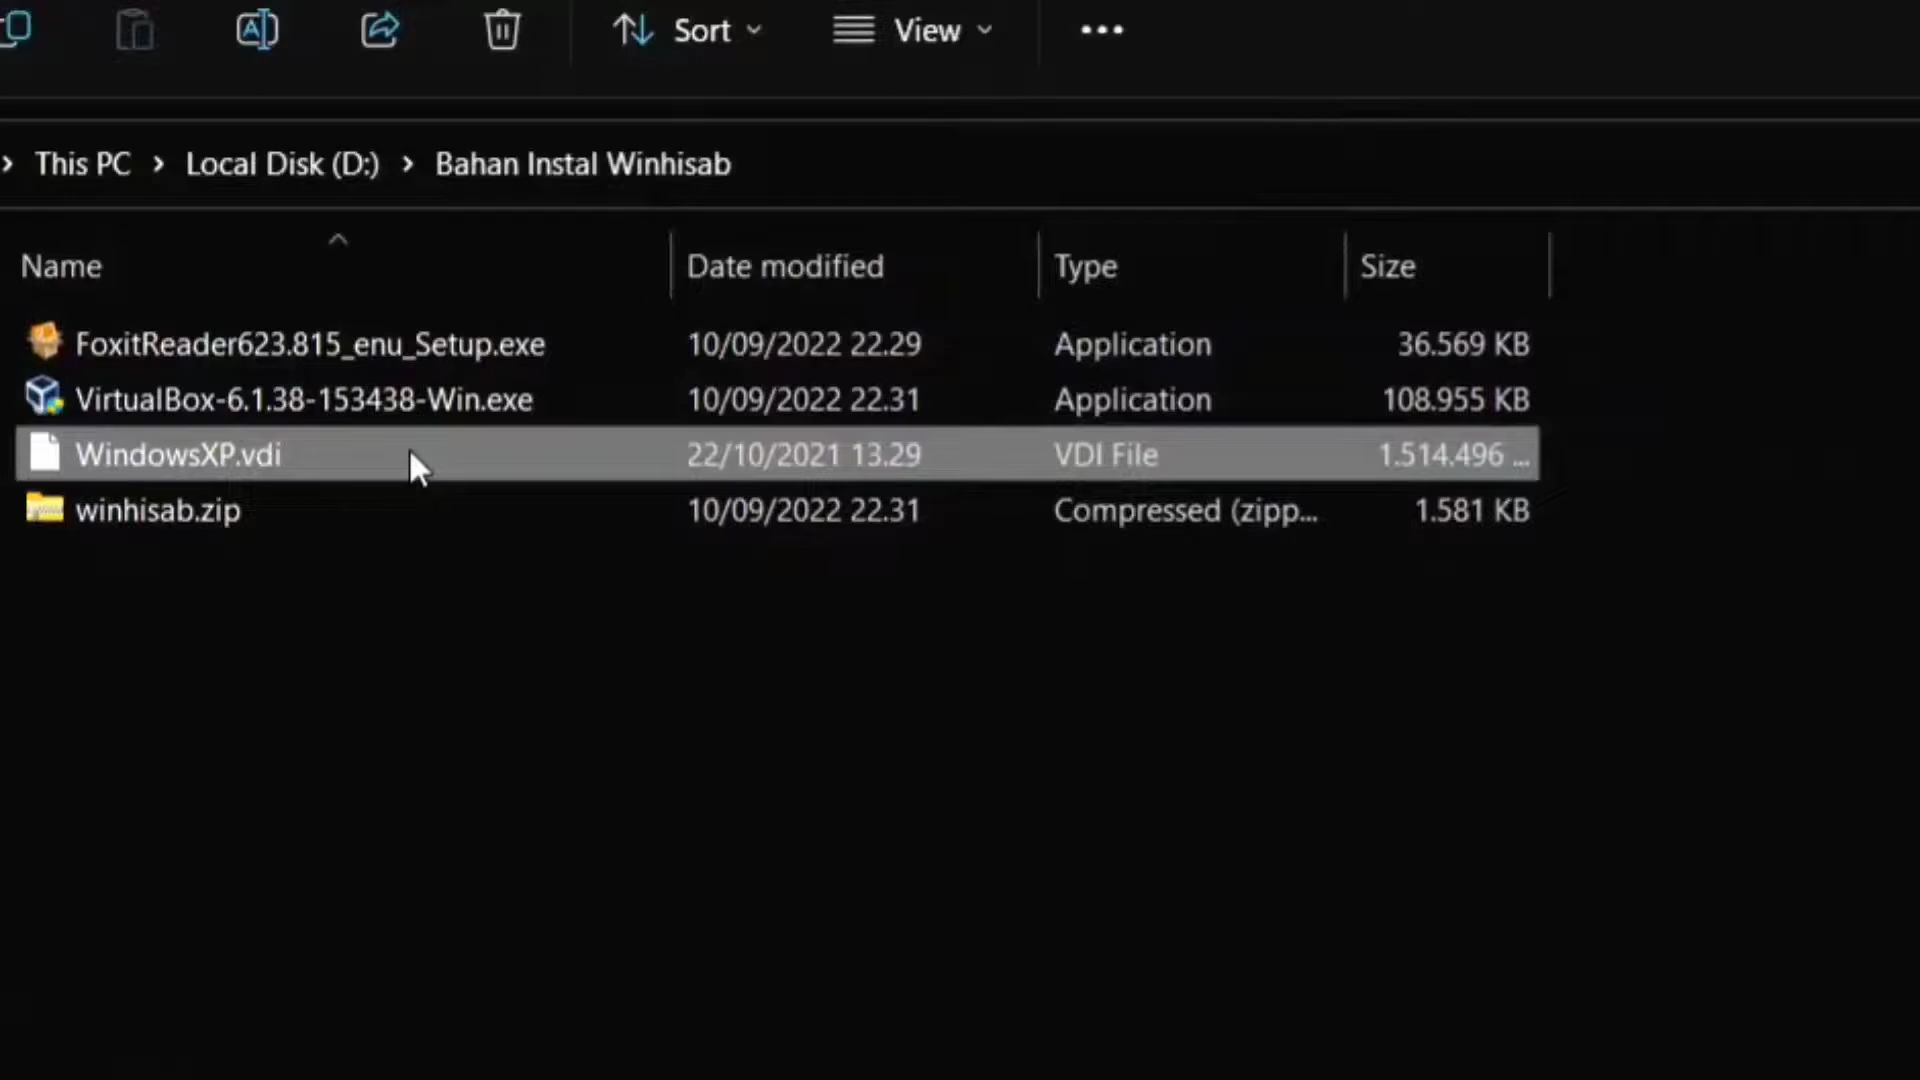 Sort View
This PC Local Disk (D:) Bahan Instal Winhisab
Name Date modified Type Size
FoxitReader623.815_enu_Setup.exe 10/09/2022 22.29 Application 36.569 KB
VirtualBox-6.1.38-153438-Win.exe 10/09/2022 22.31 Application 108.955 KB
WindowsXP.vdi 22/10/2021 13.29 VDI File 1.514.496 ...
winhisab.zip 10/09/2022 22.31 Compressed (zipp... 1.581 KB